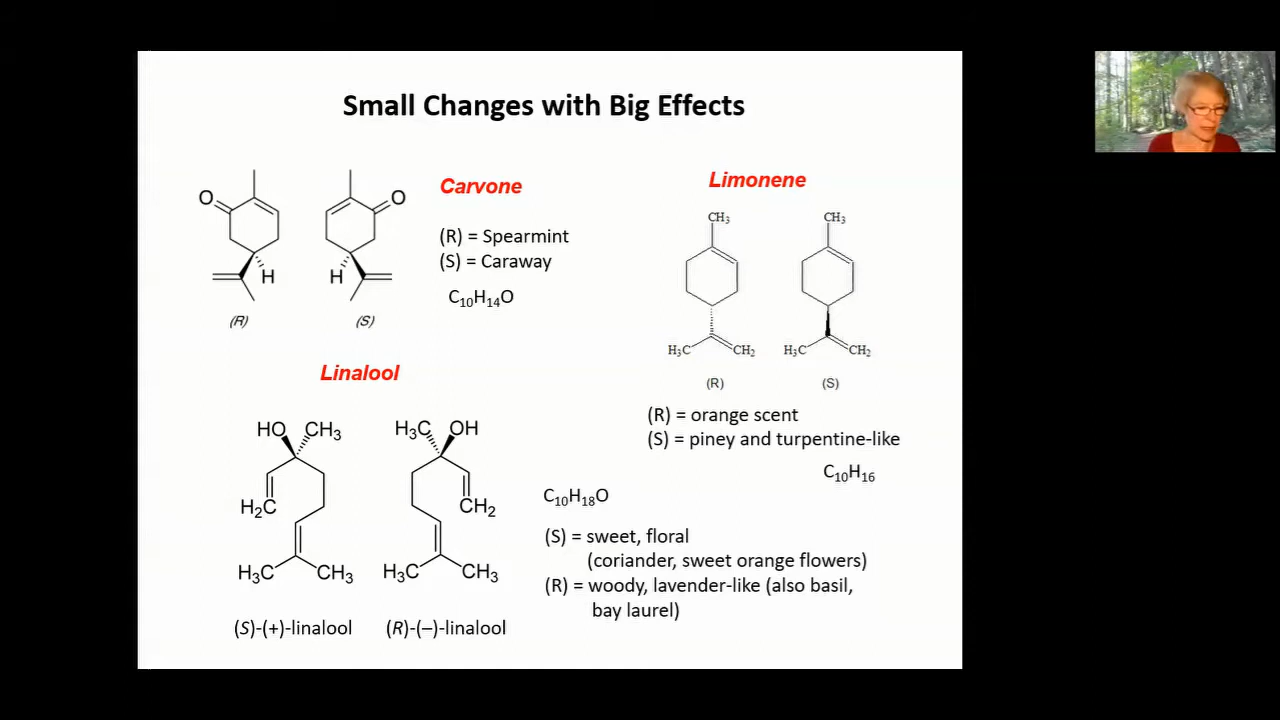 Small Changes with Big Effects
Carvone
O
O
H
H
(R)
(S)
(R) = Spearmint
(S) = Caraway
C₁₀H₁₄O
Limonene
CH₃
CH₃
H₃C
CH₂
H₃C
CH₂
(R)
(S)
(R) = orange scent
(S) = piney and turpentine-like
C₁₀H₁₆
Linalool
HO
CH₃
H₃C
OH
H₂C
CH₂
H₃C
CH₃
H₃C
CH₃
(S)-(+)-linalool
(R)-(–)-linalool
C₁₀H₁₈O
(S) = sweet, floral
(coriander, sweet orange flowers)
(R) = woody, lavender-like (also basil,
bay laurel)